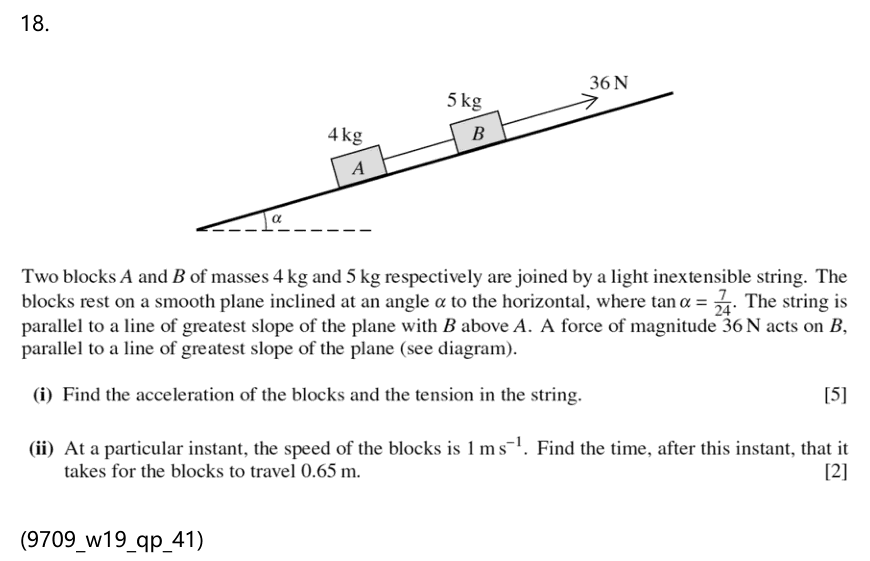 18.
36 N
5 kg
B
4 kg
A
α
Two blocks A and B of masses 4 kg and 5 kg respectively are joined by a light inextensible string. The
blocks rest on a smooth plane inclined at an angle α to the horizontal, where tan α = 7/24. The string is
parallel to a line of greatest slope of the plane with B above A. A force of magnitude 36 N acts on B,
parallel to a line of greatest slope of the plane (see diagram).
(i) Find the acceleration of the blocks and the tension in the string. [5]
(ii) At a particular instant, the speed of the blocks is 1 m s⁻¹. Find the time, after this instant, that it
takes for the blocks to travel 0.65 m. [2]
(9709_w19_qp_41)